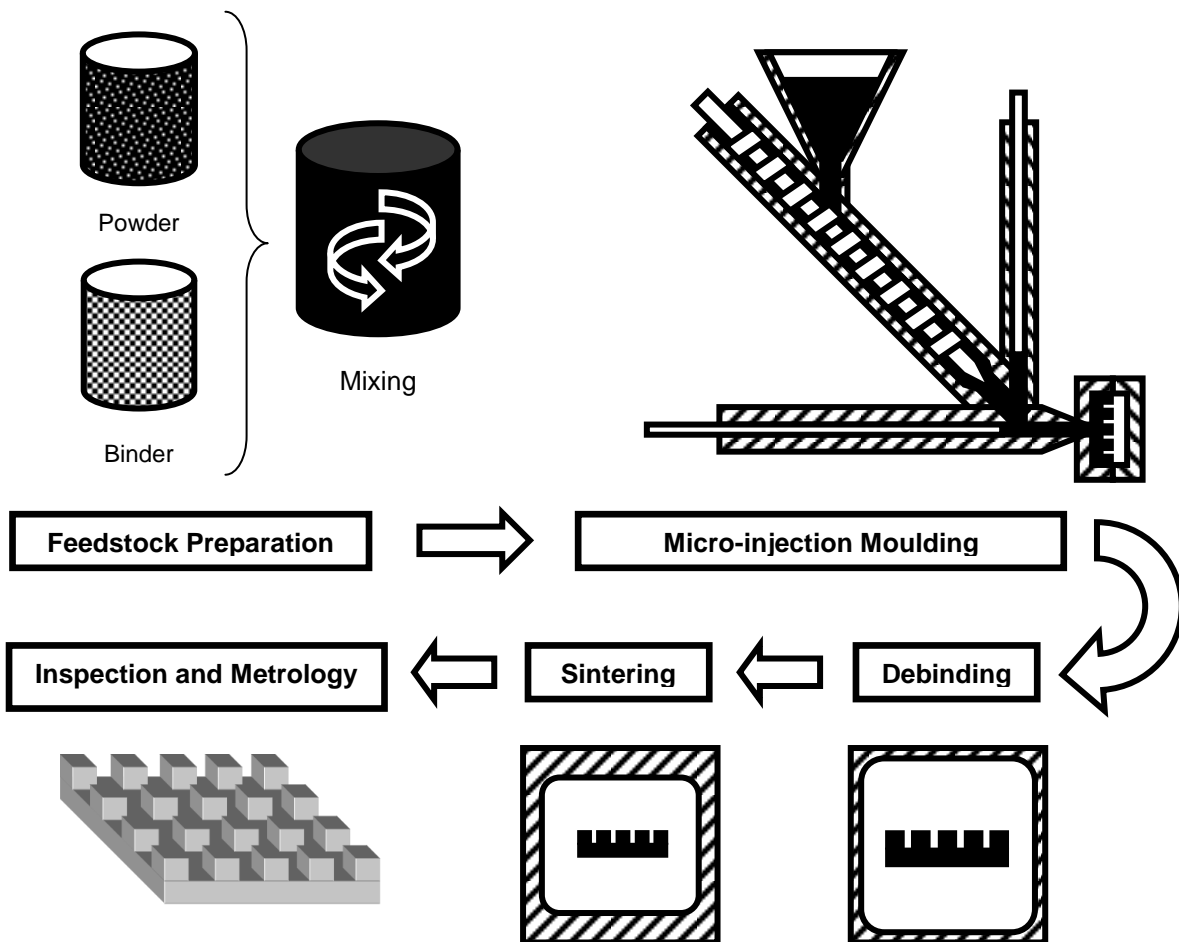 Powder
Binder
Mixing
Feedstock Preparation
Micro-injection Moulding
Inspection and Metrology
Sintering
Debinding